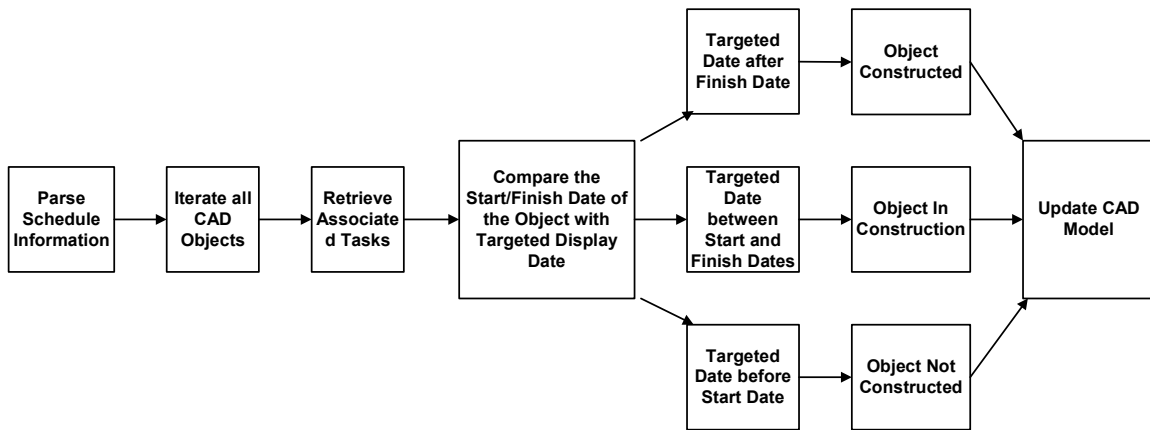 Parse
Schedule
Information
Iterate all
CAD
Objects
Retrieve
Associate
d Tasks
Compare the
Start/Finish Date of
the Object with
Targeted Display
Date
Targeted
Date after
Finish Date
Object
Constructed
Targeted
Date
between
Start and
Finish Dates
Object In
Construction
Targeted
Date before
Start Date
Object Not
Constructed
Update CAD
Model